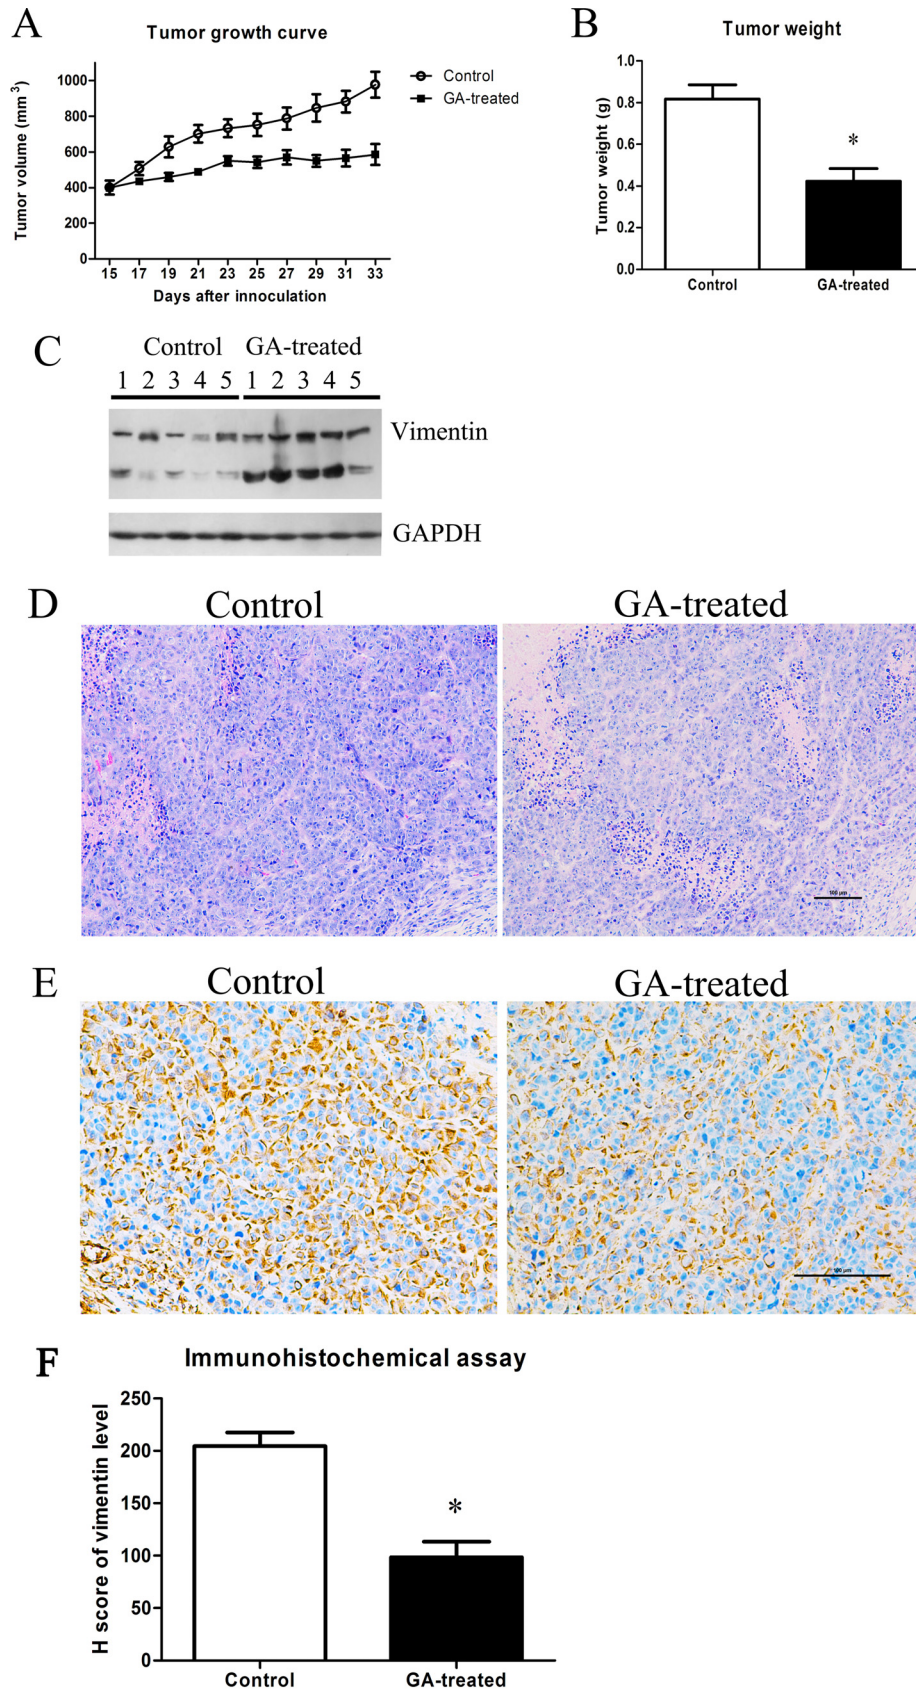 A
Tumor growth curve
Tumor volume (mm³)
1000
800
600
400
200
0
15 17 19 21 23 25 27 29 31 33
Days after innoculation
Control
GA-treated
B
Tumor weight
Tumor weight (g)
1.0
0.8
0.6
0.4
0.2
0.0
*
Control GA-treated
C
Control GA-treated
1 2 3 4 5 1 2 3 4 5
Vimentin
GAPDH
D
Control GA-treated
100 µm
E
Control GA-treated
100 µm
F
Immunohistochemical assay
H score of vimentin level
250
200
150
100
50
0
*
Control GA-treated